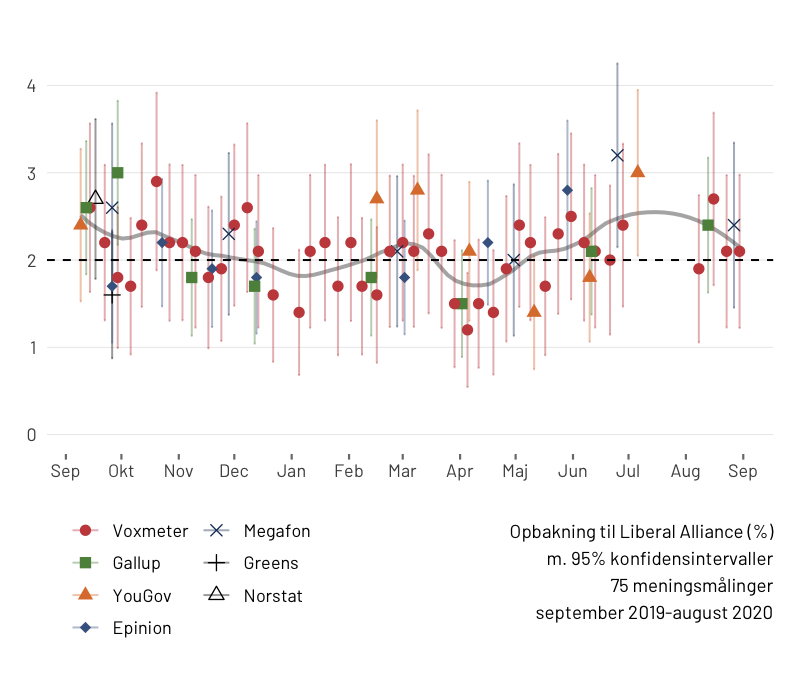 4
3
2
1
0
Sep Okt Nov Dec Jan Feb Mar Apr Maj Jun Jul Aug Sep
Voxmeter Megafon
Gallup Greens
YouGov Norstat
Epinion
Opbakning til Liberal Alliance (%)
m. 95% konfidensintervaller
75 meningsmålinger
september 2019-august 2020